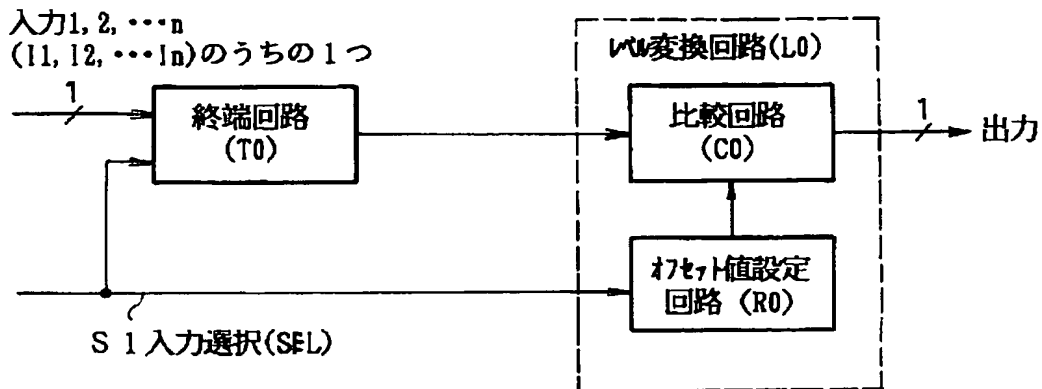 入力1, 2, ･･･n
(I1, I2, ･･･In)のうちの1つ
1
終端回路
(T0)
ﾚﾍﾞﾙ変換回路(L0)
比較回路
(C0)
1
出力
ｵﾌｾｯﾄ値設定
回路 (R0)
S 1 入力選択(SEL)